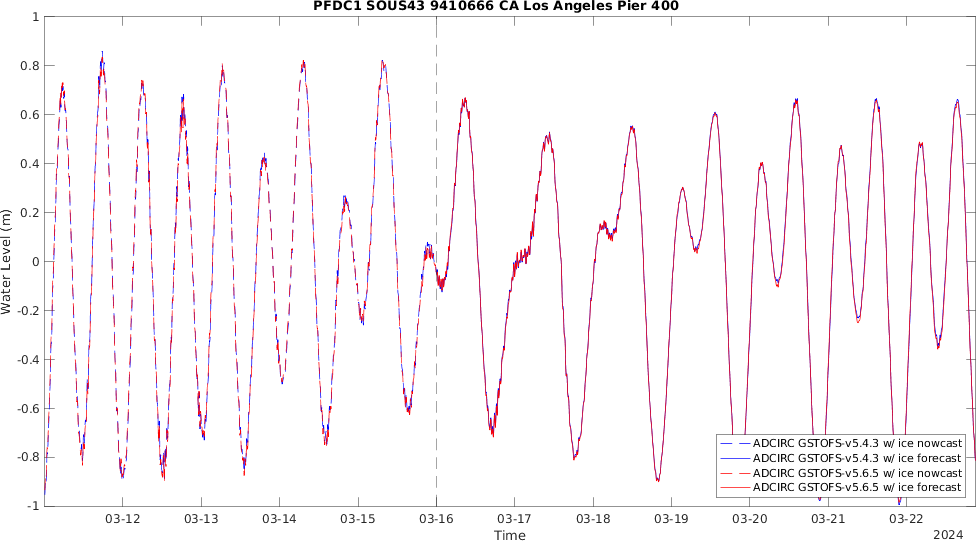 PFDC1 SOUS43 9410666 CA Los Angeles Pier 400
1
0.8
0.6
0.4
0.2
0
-0.2
-0.4
-0.6
-0.8
-1
Water Level (m)
ADCIRC GSTOFS-v5.4.3 w/ ice nowcast
ADCIRC GSTOFS-v5.4.3 w/ ice forecast
ADCIRC GSTOFS-v5.6.5 w/ ice nowcast
ADCIRC GSTOFS-v5.6.5 w/ ice forecast
03-12 03-13 03-14 03-15 03-16 03-17 03-18 03-19 03-20 03-21 03-22
Time
2024